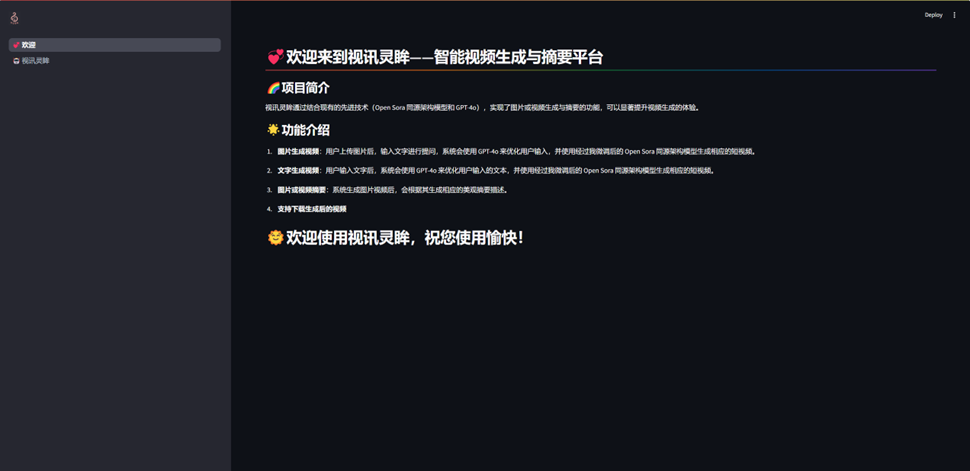 Deploy
欢迎
视讯灵眸
欢迎来到视讯灵眸——智能视频生成与摘要平台
项目简介
视讯灵眸通过结合现有的先进技术（Open Sora 同源架构模型和 GPT-4o），实现了图片或视频生成与摘要的功能，可以显著提升视频生成的体验。
功能介绍
1. 图片生成视频：用户上传图片后，输入文字进行提问，系统会使用 GPT-4o 来优化用户输入，并使用经过我微调后的 Open Sora 同源架构模型生成相应的短视频。
2. 文字生成视频：用户输入文字后，系统会使用 GPT-4o 来优化用户输入的文本，并使用经过我微调后的 Open Sora 同源架构模型生成相应的短视频。
3. 图片或视频摘要：系统生成图片视频后，会根据其生成相应的美观摘要描述。
4. 支持下载生成后的视频
欢迎使用视讯灵眸，祝您使用愉快！